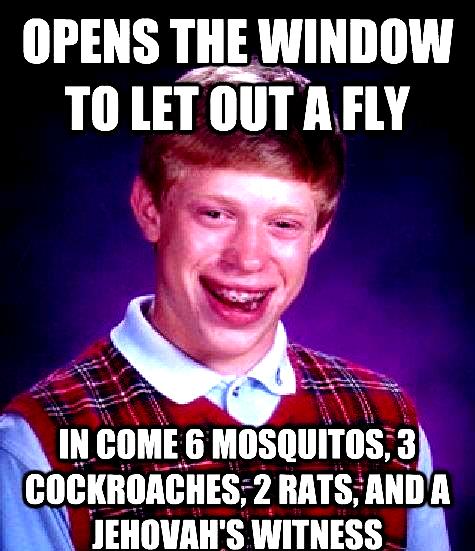 OPENS THE WINDOW
TO LET OUT A FLY
IN COME 6 MOSQUITOS, 3
COCKROACHES, 2 RATS, AND A
JEHOVAH'S WITNESS